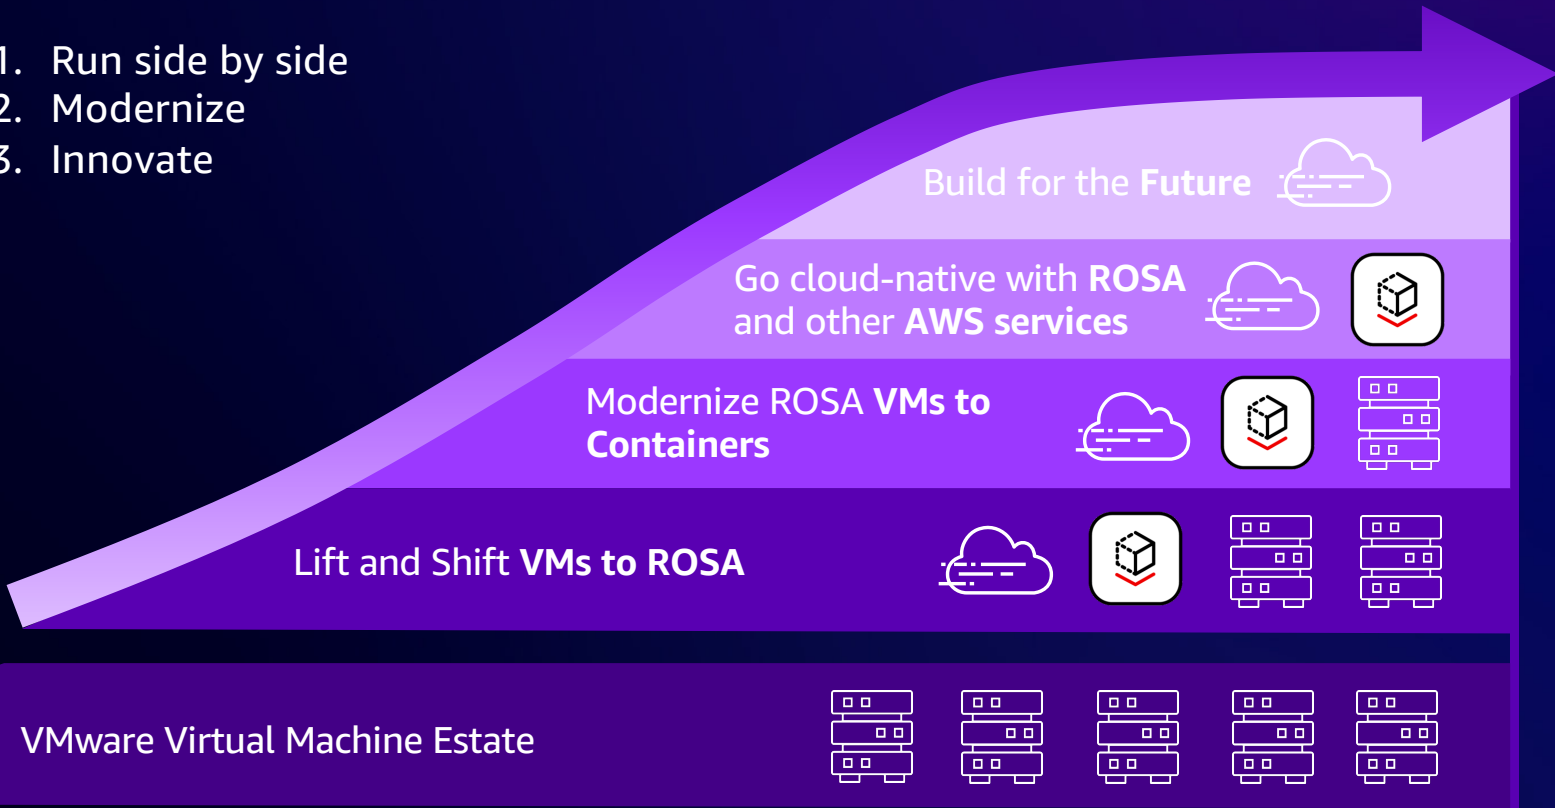 1. Run side by side
2. Modernize
3. Innovate
Build for the Future
Go cloud-native with ROSA
and other AWS services
Modernize ROSA VMs to
Containers
Lift and Shift VMs to ROSA
VMware Virtual Machine Estate